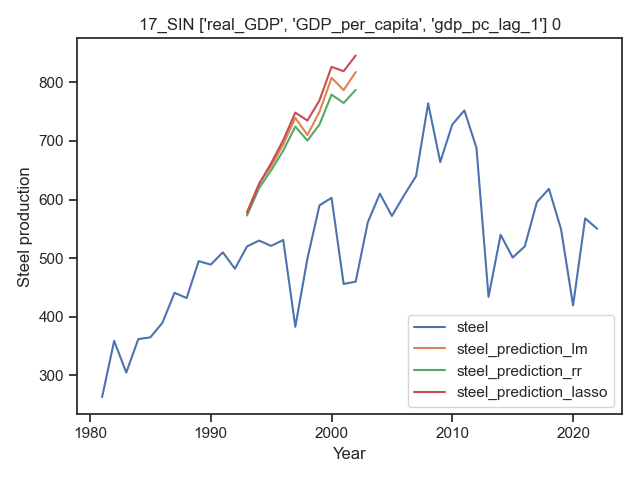 17_SIN ['real_GDP', 'GDP_per_capita', 'gdp_pc_lag_1'] 0
Steel production
800
700
600
500
400
300
1980
1990
2000
2010
2020
Year
steel
steel_prediction_lm
steel_prediction_rr
steel_prediction_lasso